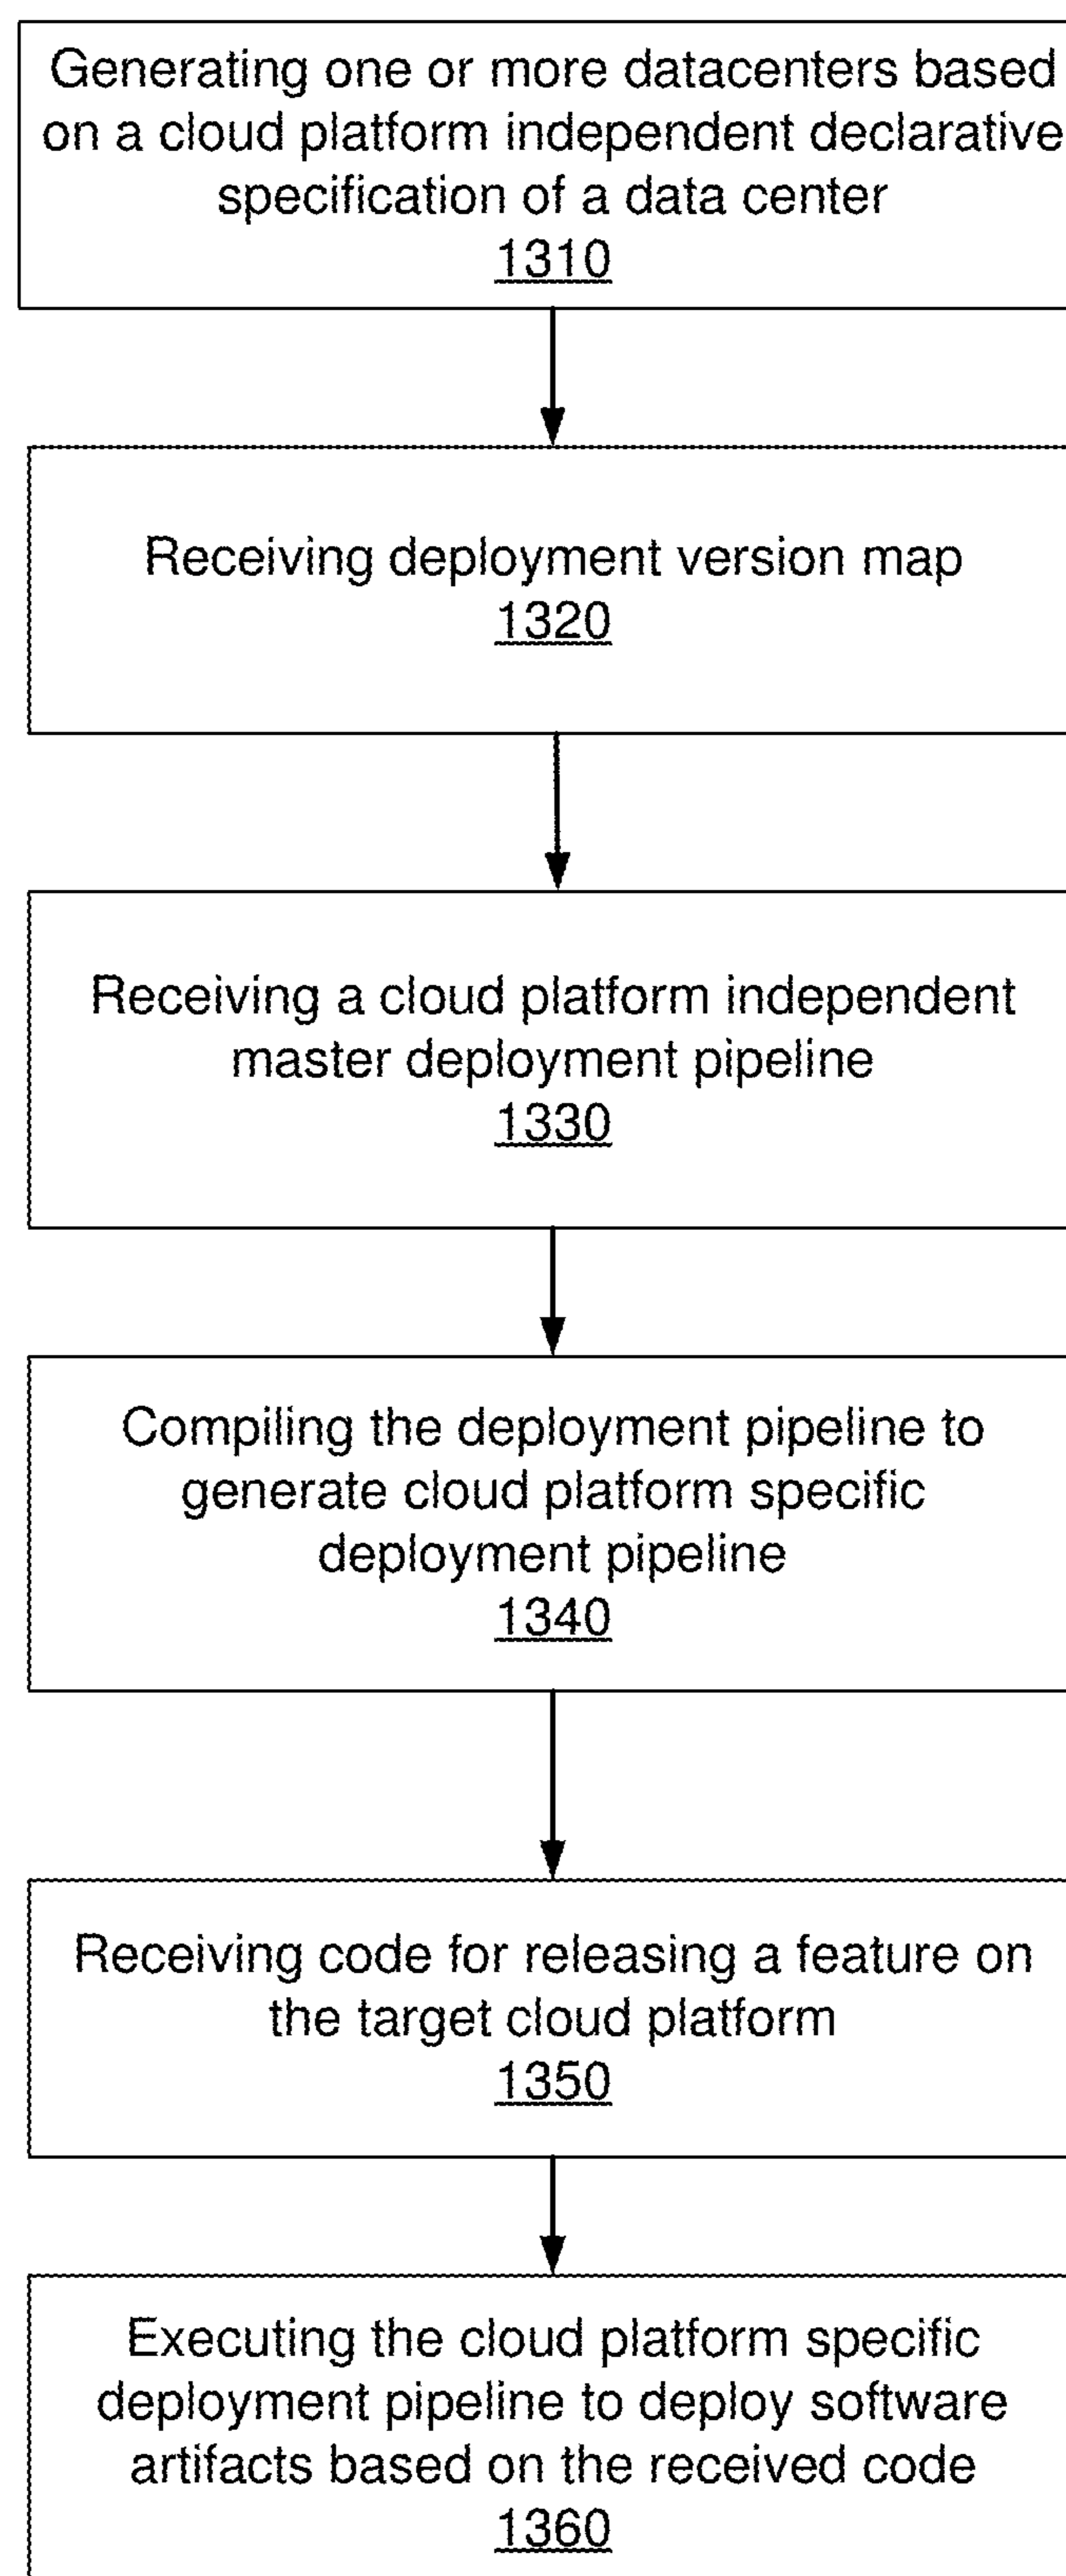 Generating one or more datacenters based
on a cloud platform independent declarative
specification of a data center
1310
Receiving deployment version map
1320
Receiving a cloud platform independent
master deployment pipeline
1330
Compiling the deployment pipeline to
generate cloud platform specific
deployment pipeline
1340
Receiving code for releasing a feature on
the target cloud platform
1350
Executing the cloud platform specific
deployment pipeline to deploy software
artifacts based on the received code
1360